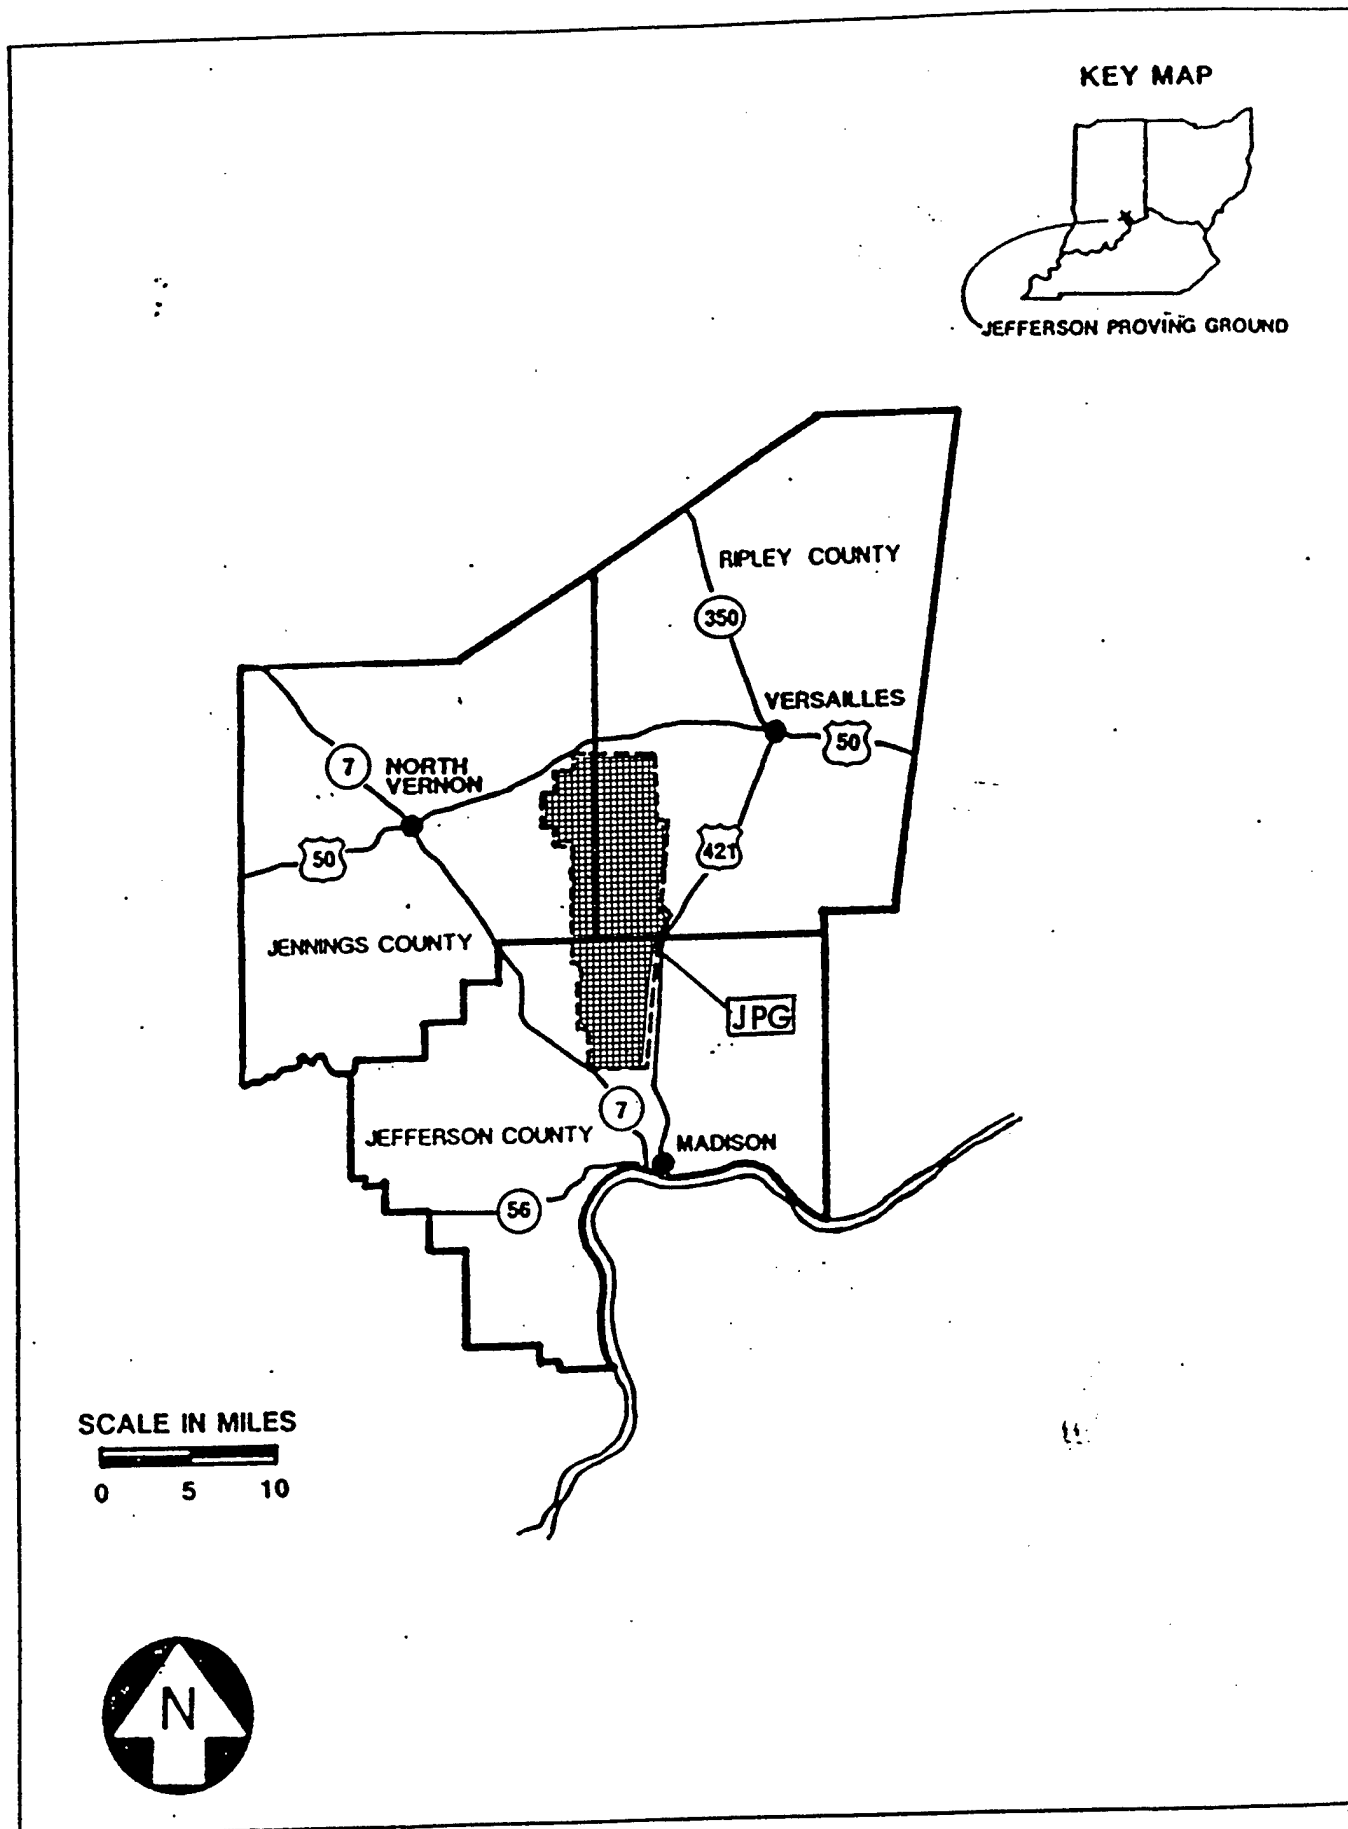 KEY MAP
JEFFERSON PROVING GROUND
RIPLEY COUNTY
350
VERSAILLES
50
7
NORTH
VERNON
50
421
JENNINGS COUNTY
JPG
7
JEFFERSON COUNTY
MADISON
56
SCALE IN MILES
0 5 10
N